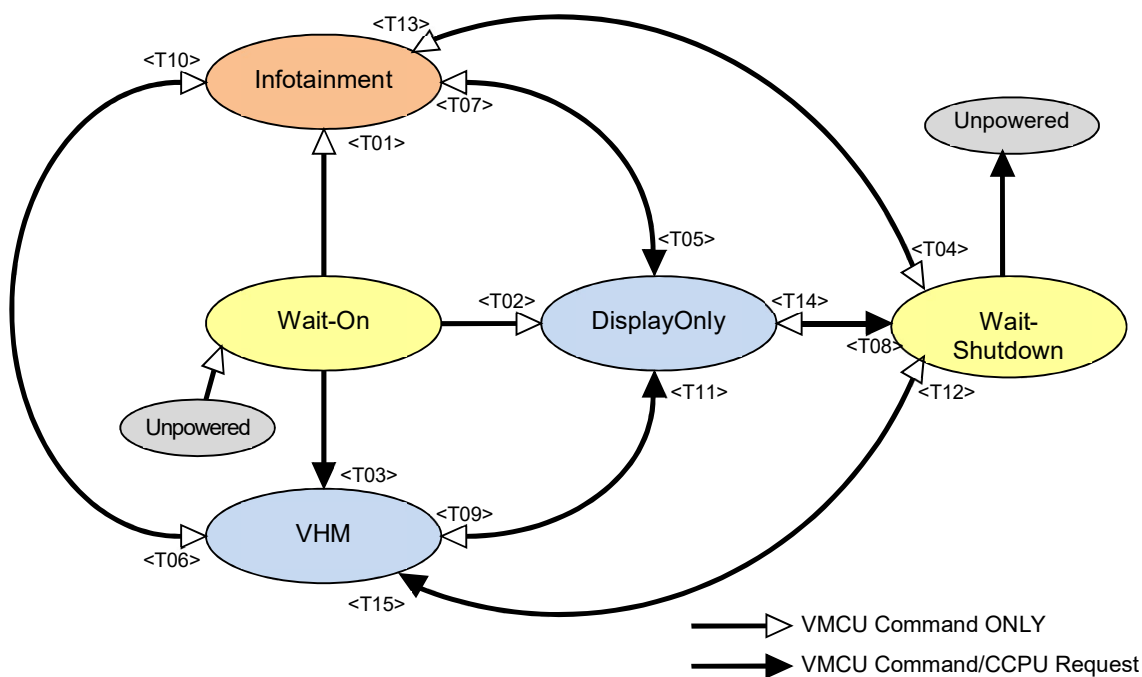 <T13>
<T10>
Infotainment
<T07>
<T01>
Unpowered
<T05>
<T04>
Wait-On
<T02>
DisplayOnly
<T14>
Wait-
Shutdown
<T08>
<T11>
<T12>
Unpowered
<T03>
<T09>
VHM
<T06>
<T15>
VMCU Command ONLY
VMCU Command/CCPU Request